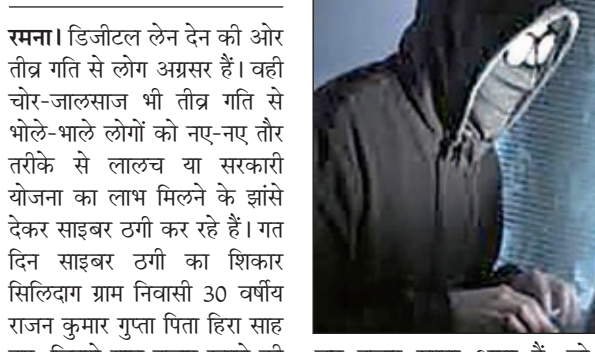 रमना। डिजीटल लेन देन की ओर
तीव्र गति से लोग अग्रसर हैं। वही
चोर-जालसाज भी तीव्र गति से
भोले-भाले लोगों को नए-नए तौर
तरीके से लालच या सरकारी
योजना का लाभ मिलने के झांसे
देकर साइबर ठगी कर रहे हैं। गत
दिन साइबर ठगी का शिकार
सिलिदाग ग्राम निवासी 30 वर्षीय
राजन कुमार गुप्ता पिता हिरा साह